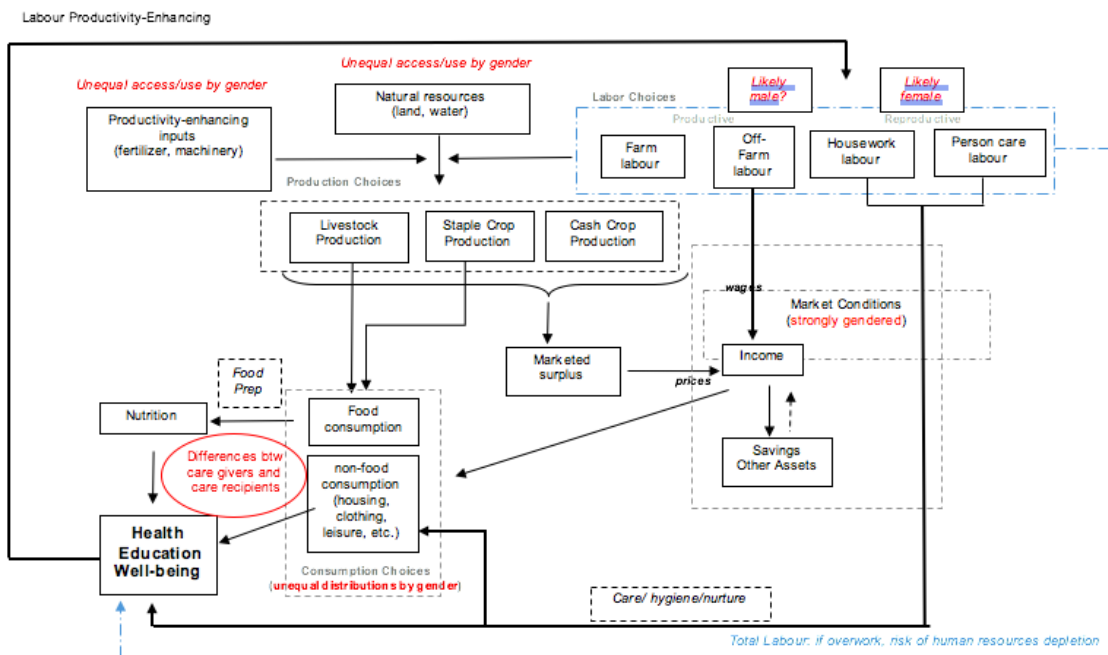 Labour Productivity-Enhancing
Unequal access/use by gender
Unequal access/use by gender
Natural resources
(land, water)
Productivity-enhancing
inputs
(fertilizer, machinery)
Labor Choices
Likely
male?
Likely
female
Productive
Reproductive
Farm
labour
Off-
Farm
labour
Housework
labour
Person care
labour
Production Choices
Livestock
Production
Staple Crop
Production
Cash Crop
Production
wages
Market Conditions
(strongly gendered)
Marketed
surplus
prices
Income
Savings
Other Assets
Food
Prep
Nutrition
Food
consumption
Differences btw
care givers and
care recipients
non-food
consumption
(housing,
clothing,
leisure, etc.)
Health
Education
Well-being
Consumption Choices
(unequal distributions by gender)
Care/ hygiene/nurture
Total Labour: if overwork, risk of human resources depletion